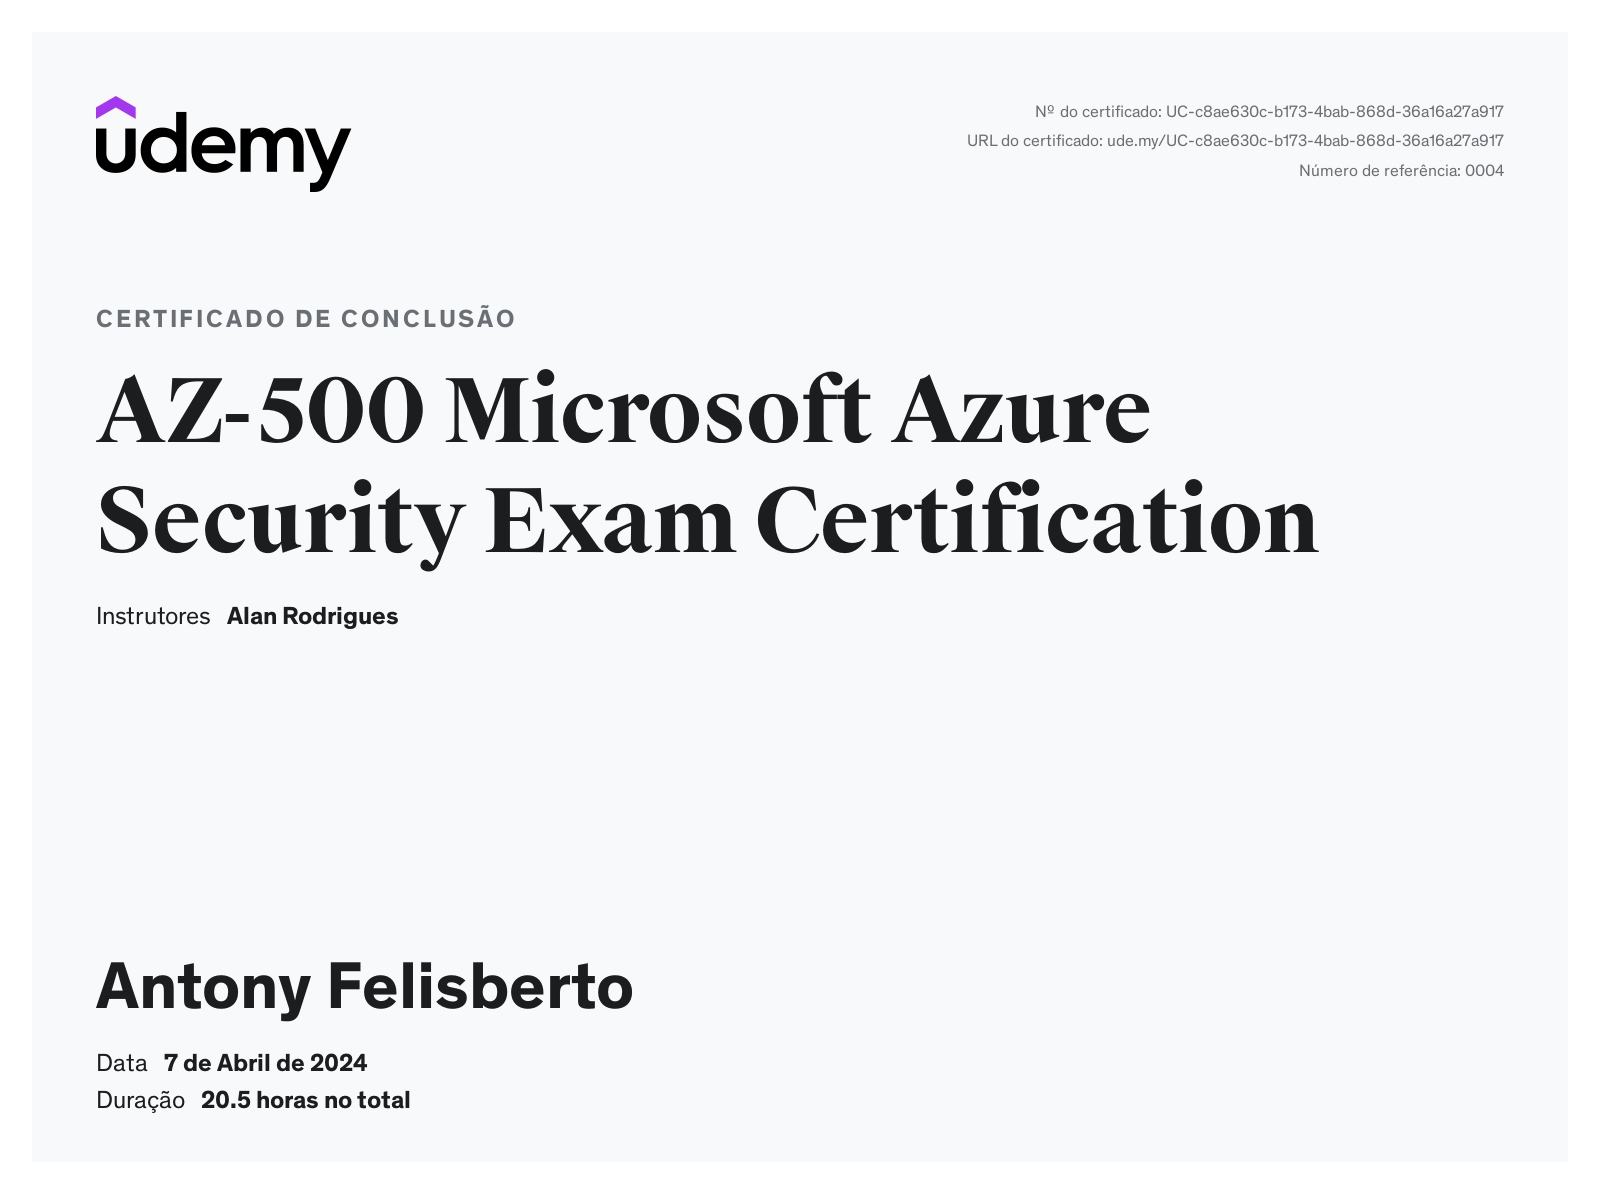 udemy
Nº do certificado: UC-c8ae630c-b173-4bab-868d-36a16a27a917
URL do certificado: ude.my/UC-c8ae630c-b173-4bab-868d-36a16a27a917
Número de referência: 0004
CERTIFICADO DE CONCLUSÃO
AZ-500 Microsoft Azure
Security Exam Certification
Instrutores Alan Rodrigues
Antony Felisberto
Data 7 de Abril de 2024
Duração 20.5 horas no total